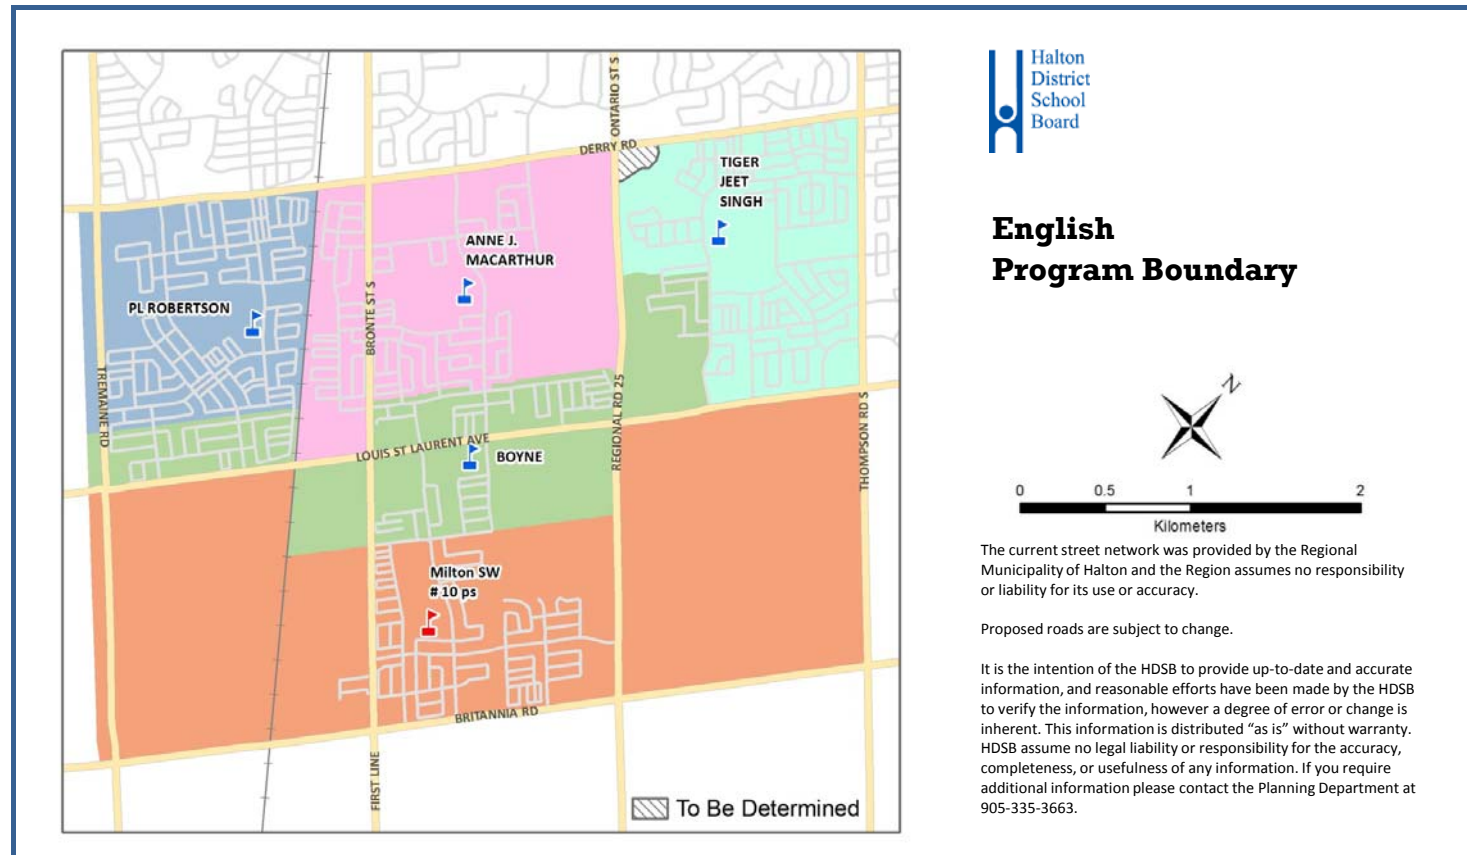 ONTARIO ST S
DERRY RD
TIGER
JEET
SINGH
ANNE J.
MACARTHUR
PL ROBERTSON
BRONTE ST S
TREMAINE RD
REGIONAL RD 25
THOMPSON RD S
LOUIS ST LAURENT AVE
BOYNE
Milton SW
# 10 ps
BRITANNIA RD
FIRST LINE
To Be Determined
Halton
District
School
Board
English
Program Boundary
N
0 0.5 1 2
Kilometers
The current street network was provided by the Regional
Municipality of Halton and the Region assumes no responsibility
or liability for its use or accuracy.
Proposed roads are subject to change.
It is the intention of the HDSB to provide up-to-date and accurate
information, and reasonable efforts have been made by the HDSB
to verify the information, however a degree of error or change is
inherent. This information is distributed “as is” without warranty.
HDSB assume no legal liability or responsibility for the accuracy,
completeness, or usefulness of any information. If you require
additional information please contact the Planning Department at
905-335-3663.